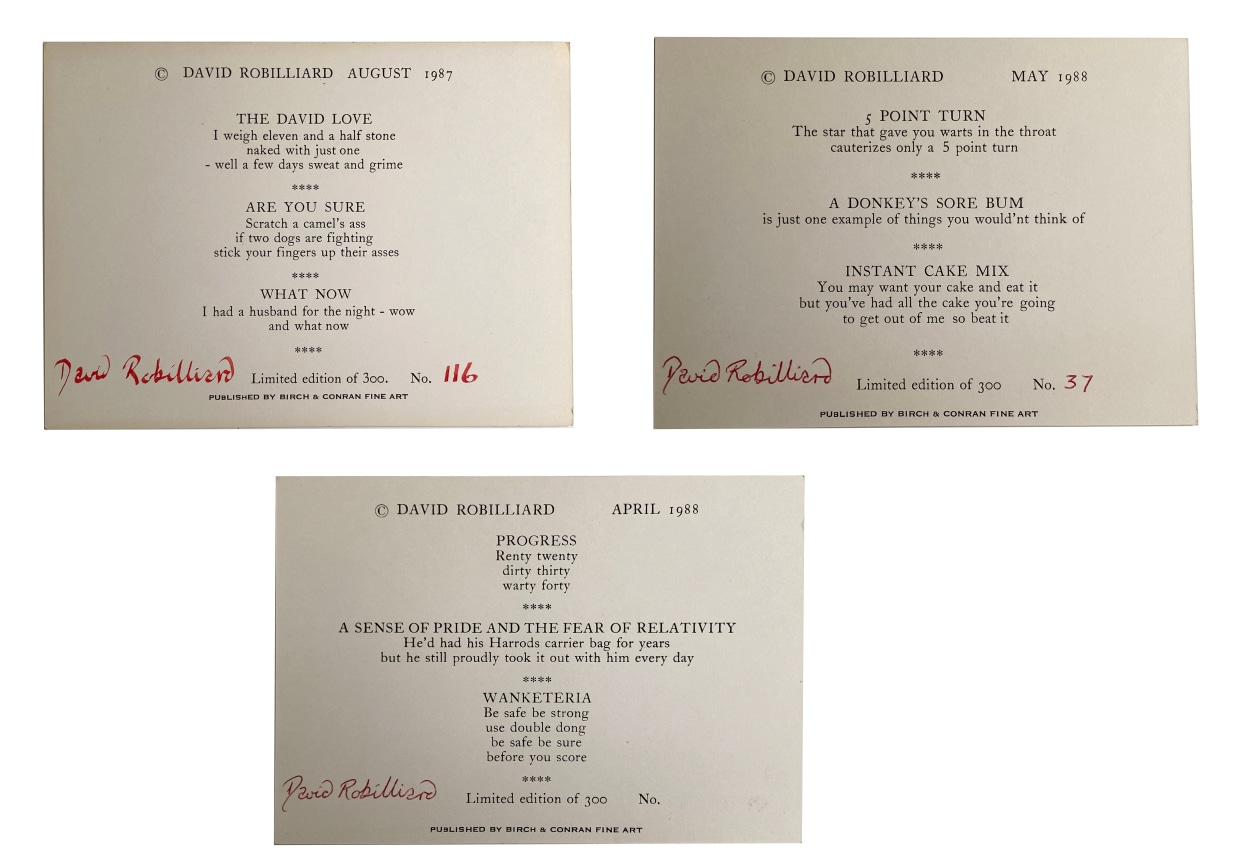 © DAVID ROBILLIARD AUGUST 1987
THE DAVID LOVE
I weigh eleven and a half stone
naked with just one
- well a few days sweat and grime
****
ARE YOU SURE
Scratch a camel's ass
if two dogs are fighting
stick your fingers up their asses
****
WHAT NOW
I had a husband for the night - wow
and what now
****
David Robilliard Limited edition of 300. No. 116
PUBLISHED BY BIRCH & CONRAN FINE ART
© DAVID ROBILLIARD MAY 1988
5 POINT TURN
The star that gave you warts in the throat
cauterizes only a 5 point turn
****
A DONKEY'S SORE BUM
is just one example of things you would'nt think of
****
INSTANT CAKE MIX
You may want your cake and eat it
but you've had all the cake you're going
to get out of me so beat it
****
David Robilliard Limited edition of 300 No. 37
PUBLISHED BY BIRCH & CONRAN FINE ART
© DAVID ROBILLIARD APRIL 1988
PROGRESS
Renty twenty
dirty thirty
warty forty
****
A SENSE OF PRIDE AND THE FEAR OF RELATIVITY
He'd had his Harrods carrier bag for years
but he still proudly took it out with him every day
****
WANKETERIA
Be safe be strong
use double dong
be safe be sure
before you score
****
David Robilliard Limited edition of 300 No.
PUBLISHED BY BIRCH & CONRAN FINE ART